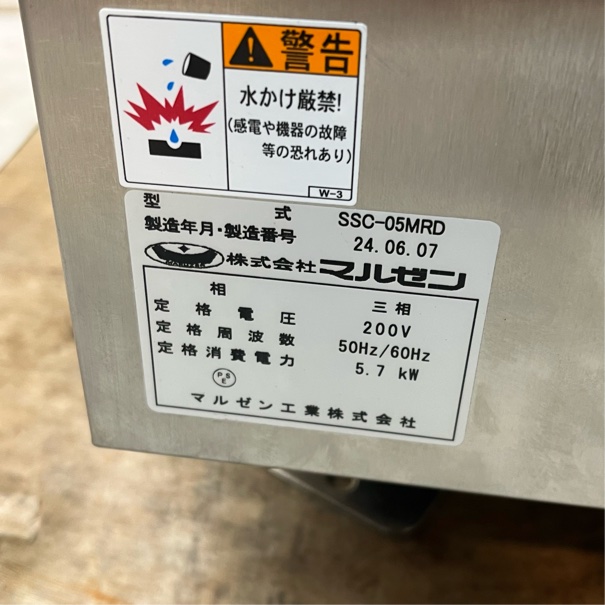 警告
水かけ厳禁!
(感電や機器の故障
等の恐れあり)
W-3
型式 SSC-05MRD
製造年月・製造番号 24.06.07
株式会社マルゼン
相 三相
定格電圧 200V
定格周波数 50Hz/60Hz
定格消費電力 5.7 kW
PSE
マルゼン工業株式会社